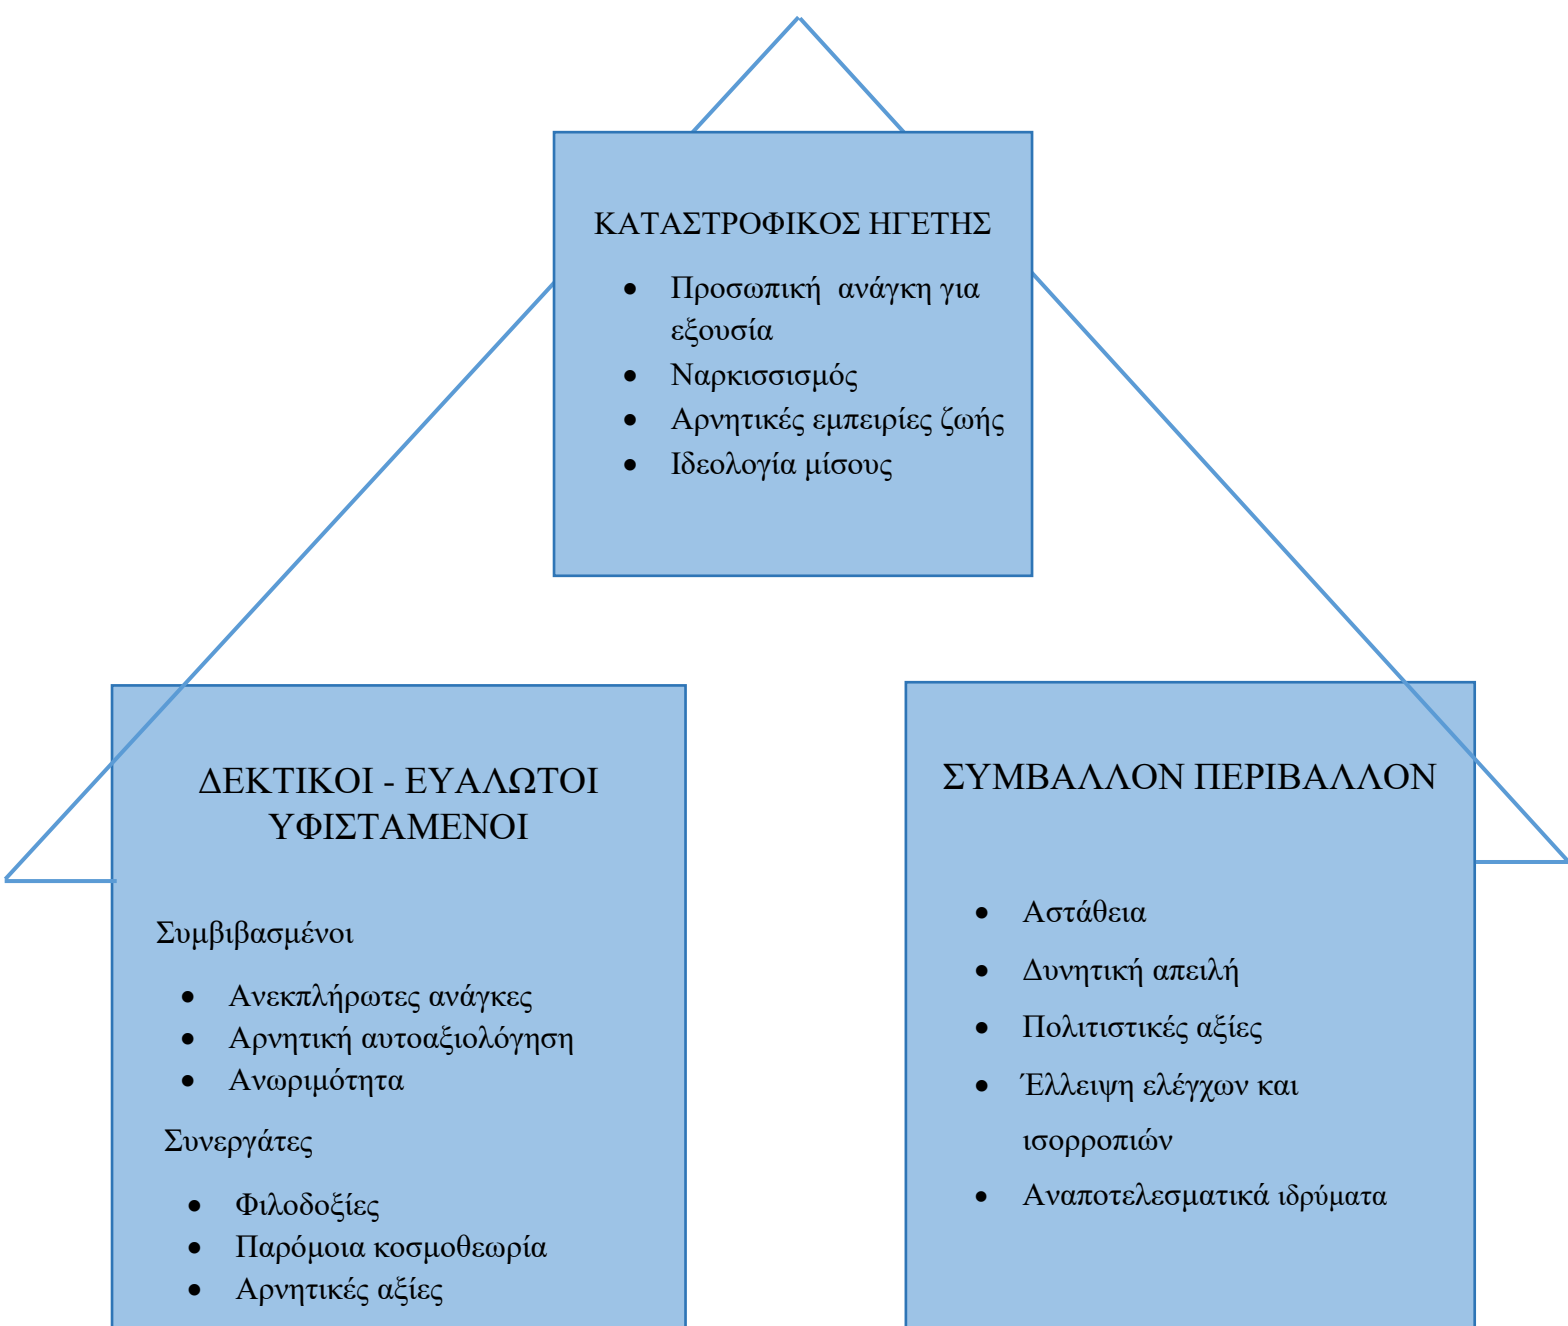 ΚΑΤΑΣΤΡΟΦΙΚΟΣ ΗΓΕΤΗΣ
• Προσωπική ανάγκη για
εξουσία
• Ναρκισσισμός
• Αρνητικές εμπειρίες ζωής
• Ιδεολογία μίσους
ΔΕΚΤΙΚΟΙ - ΕΥΑΛΩΤΟΙ
ΥΦΙΣΤΑΜΕΝΟΙ
Συμβιβασμένοι
• Ανεκπλήρωτες ανάγκες
• Αρνητική αυτοαξιολόγηση
• Ανωριμότητα
Συνεργάτες
• Φιλοδοξίες
• Παρόμοια κοσμοθεωρία
• Αρνητικές αξίες
ΣΥΜΒΑΛΛΟΝ ΠΕΡΙΒΑΛΛΟΝ
• Αστάθεια
• Δυνητική απειλή
• Πολιτιστικές αξίες
• Έλλειψη ελέγχων και
ισορροπιών
• Αναποτελεσματικά ιδρύματα